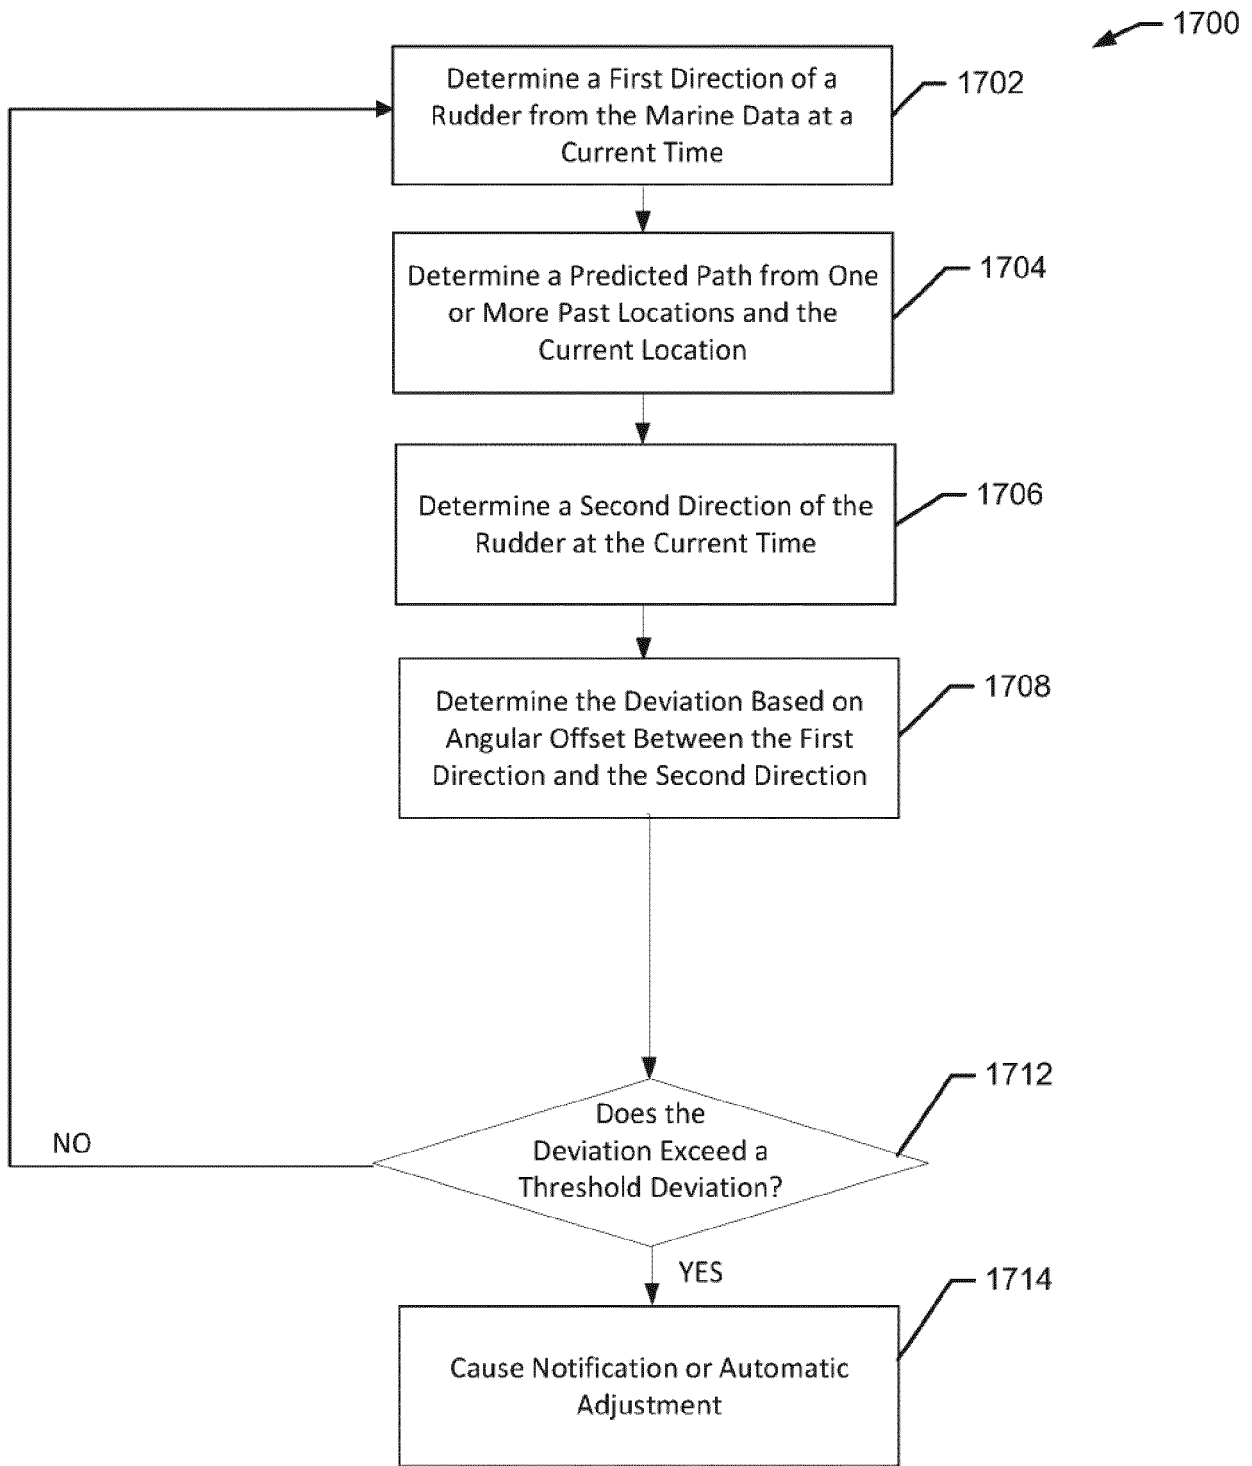 1700
Determine a First Direction of a
Rudder from the Marine Data at a
Current Time
1702
Determine a Predicted Path from One
or More Past Locations and the
Current Location
1704
Determine a Second Direction of the
Rudder at the Current Time
1706
Determine the Deviation Based on
Angular Offset Between the First
Direction and the Second Direction
1708
Does the
Deviation Exceed a
Threshold Deviation?
1712
NO
YES
Cause Notification or Automatic
Adjustment
1714